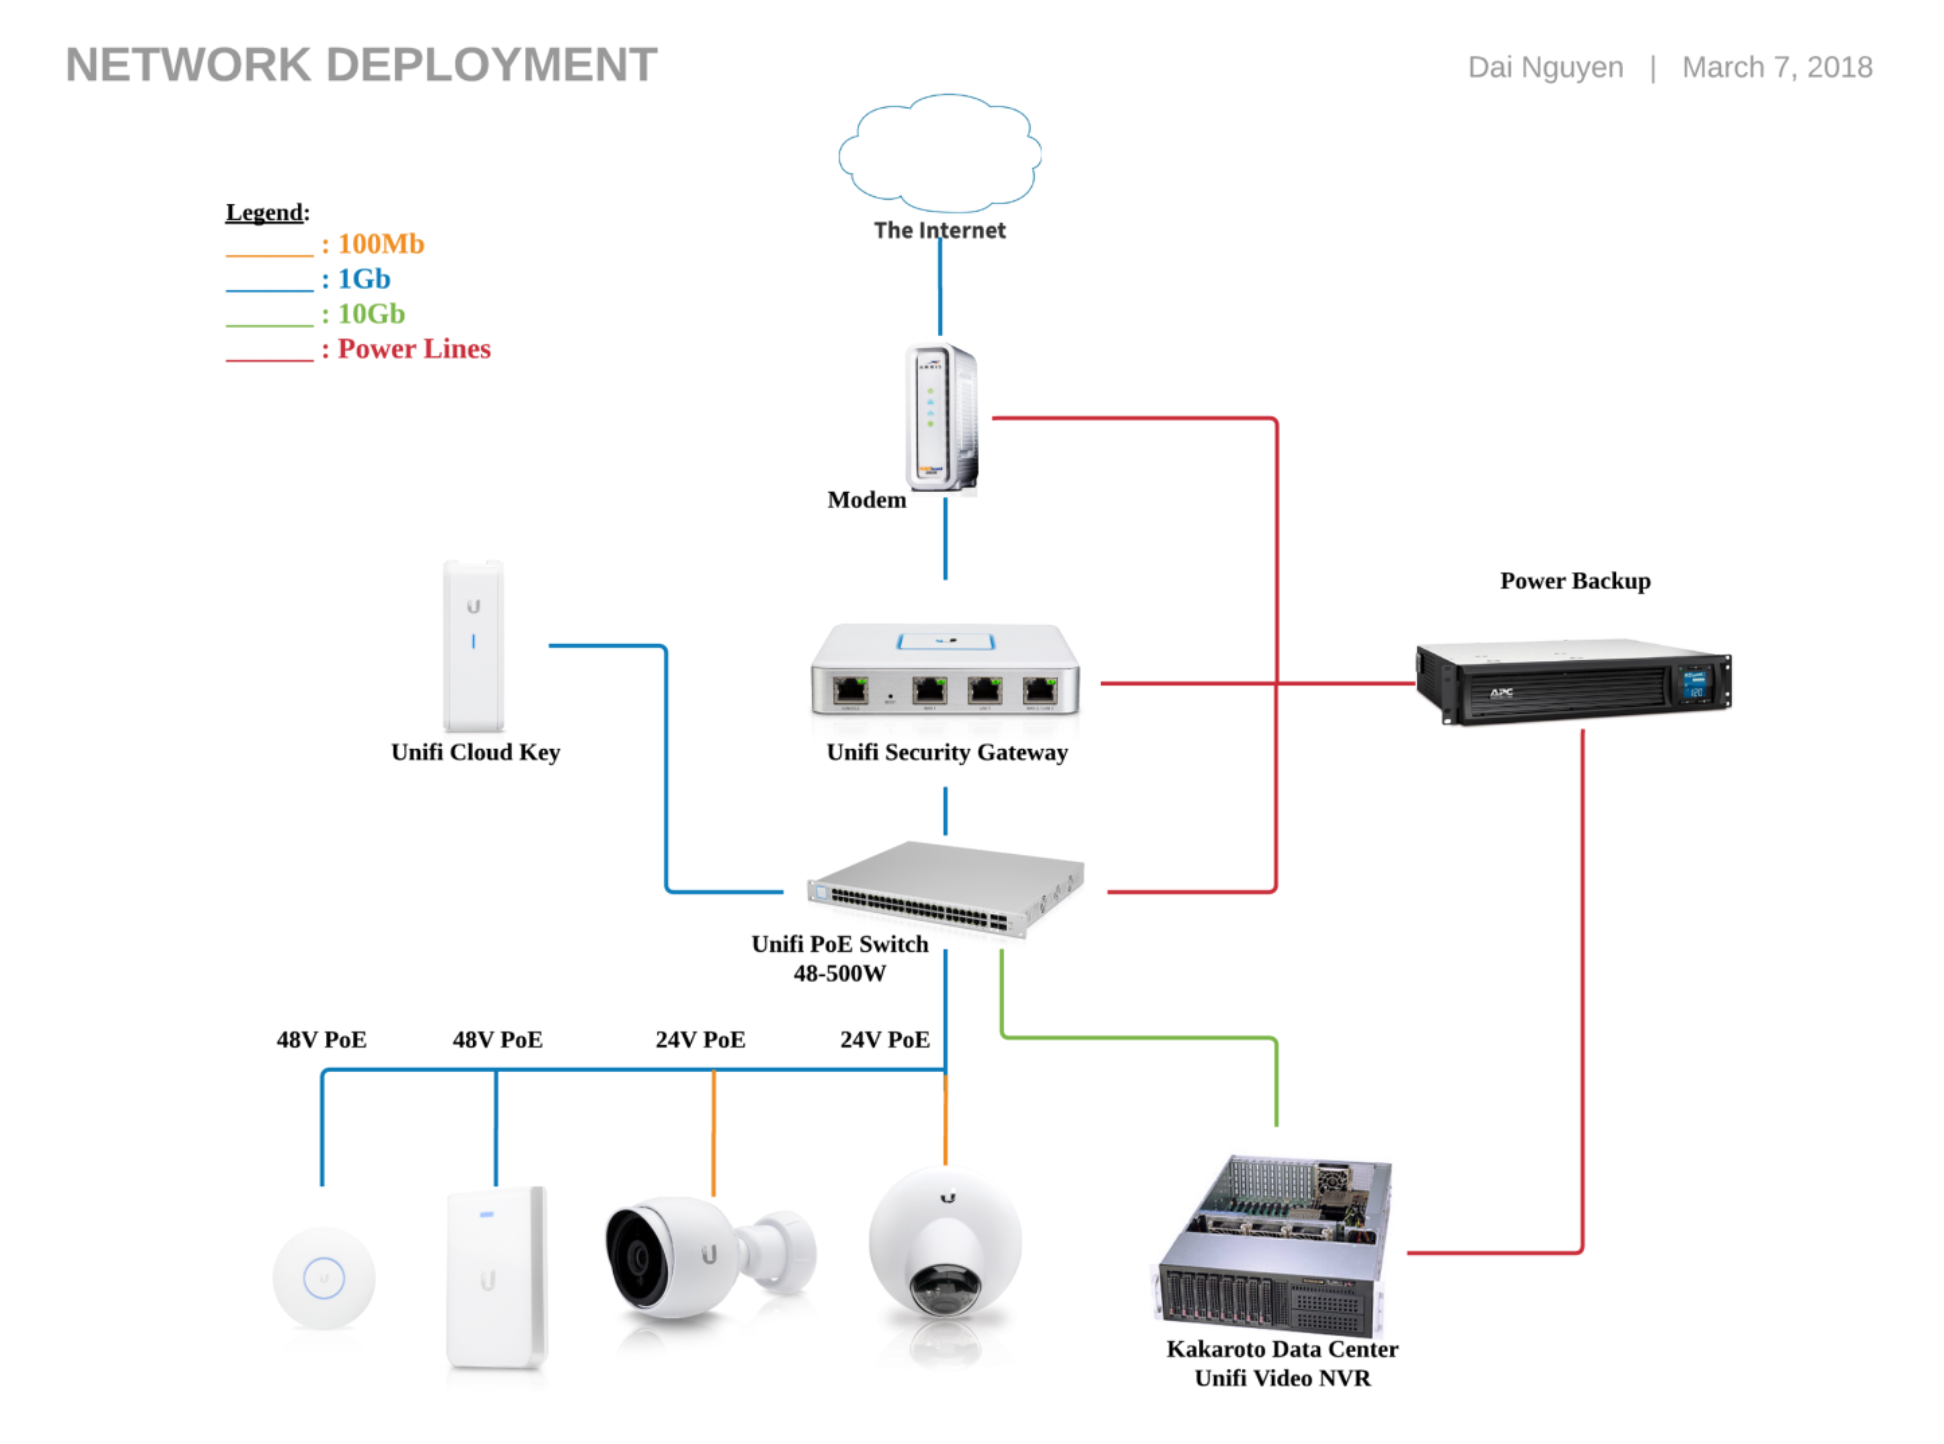 NETWORK DEPLOYMENT
Dai Nguyen | March 7, 2018
The Internet
Legend:
: 100Mb
: 1Gb
: 10Gb
: Power Lines
Modem
Power Backup
APC
Unifi Cloud Key
Unifi Security Gateway
Unifi PoE Switch
48-500W
48V PoE
48V PoE
24V PoE
24V PoE
Kakaroto Data Center
Unifi Video NVR